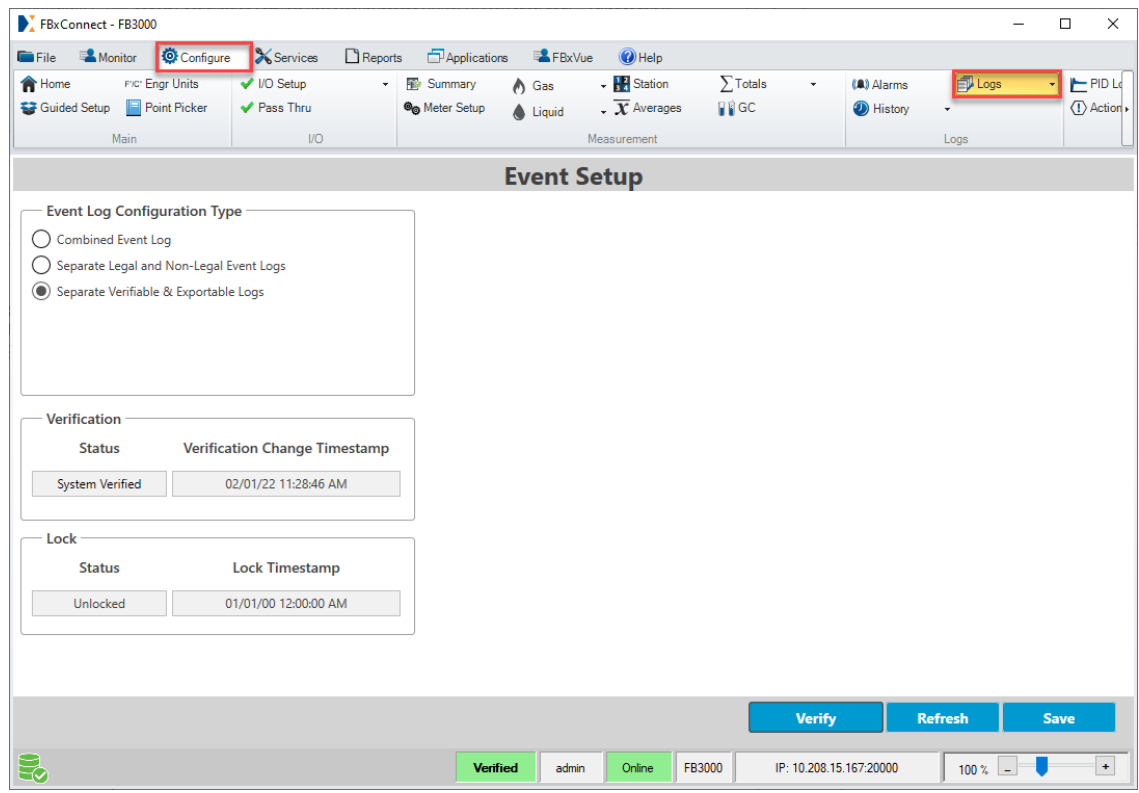 FBxConnect - FB3000
File Monitor Configure Services Reports Applications FBxVue Help
Home Engr Units I/O Setup Summary Gas Station Totals Alarms Logs PID Lo
Guided Setup Point Picker Pass Thru Meter Setup Liquid Averages GC History Action
Main I/O Measurement Logs
Event Setup
Event Log Configuration Type
Combined Event Log
Separate Legal and Non-Legal Event Logs
Separate Verifiable & Exportable Logs
Verification
Status Verification Change Timestamp
System Verified 02/01/22 11:28:46 AM
Lock
Status Lock Timestamp
Unlocked 01/01/00 12:00:00 AM
Verify Refresh Save
Verified admin Online FB3000 IP: 10.208.15.167:20000 100 % - +